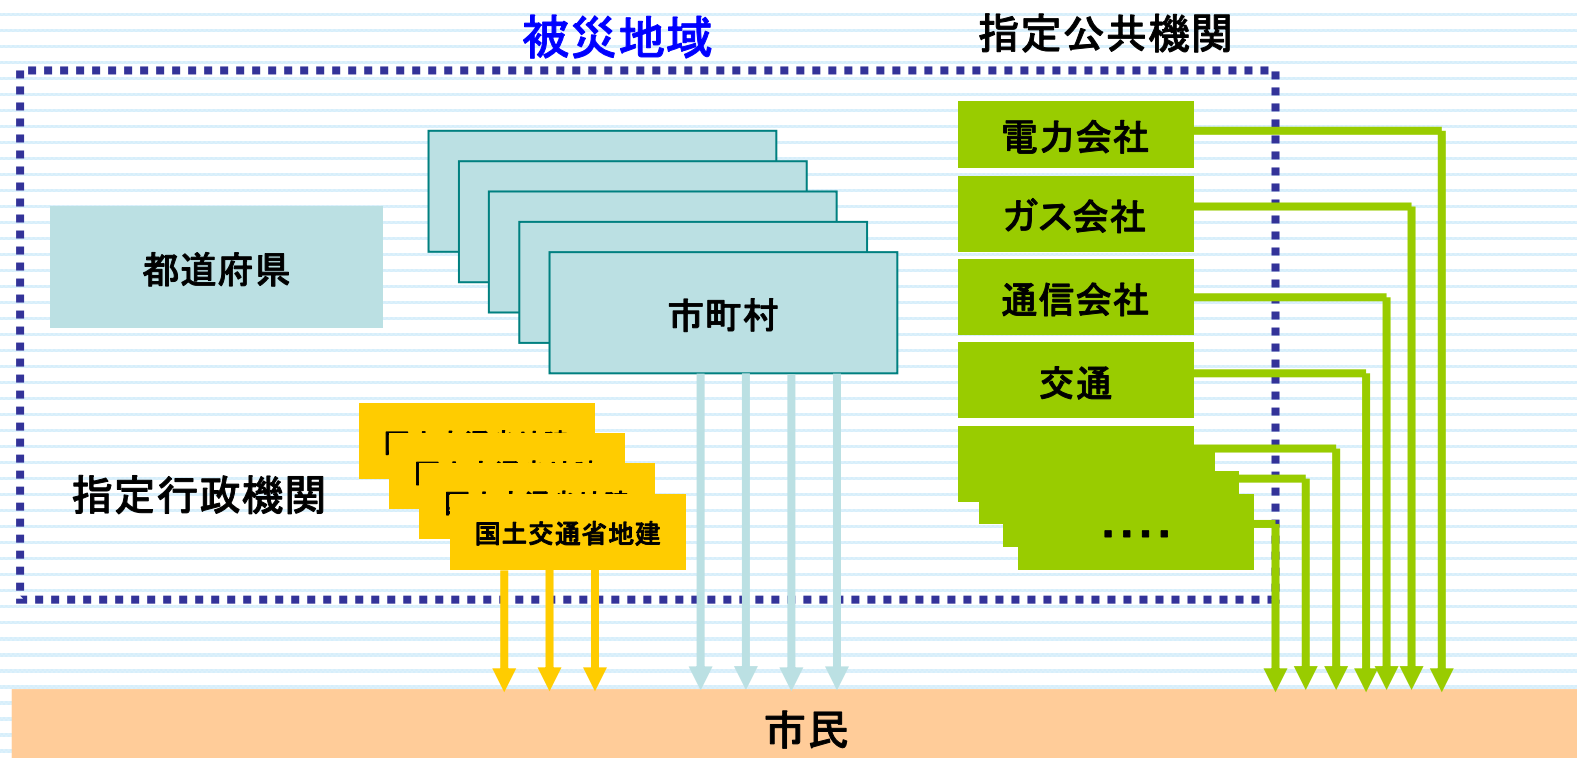 被災地域
指定公共機関
電力会社
ガス会社
都道府県
市町村
通信会社
交通
指定行政機関
国土交通省地建
・・・・
市民